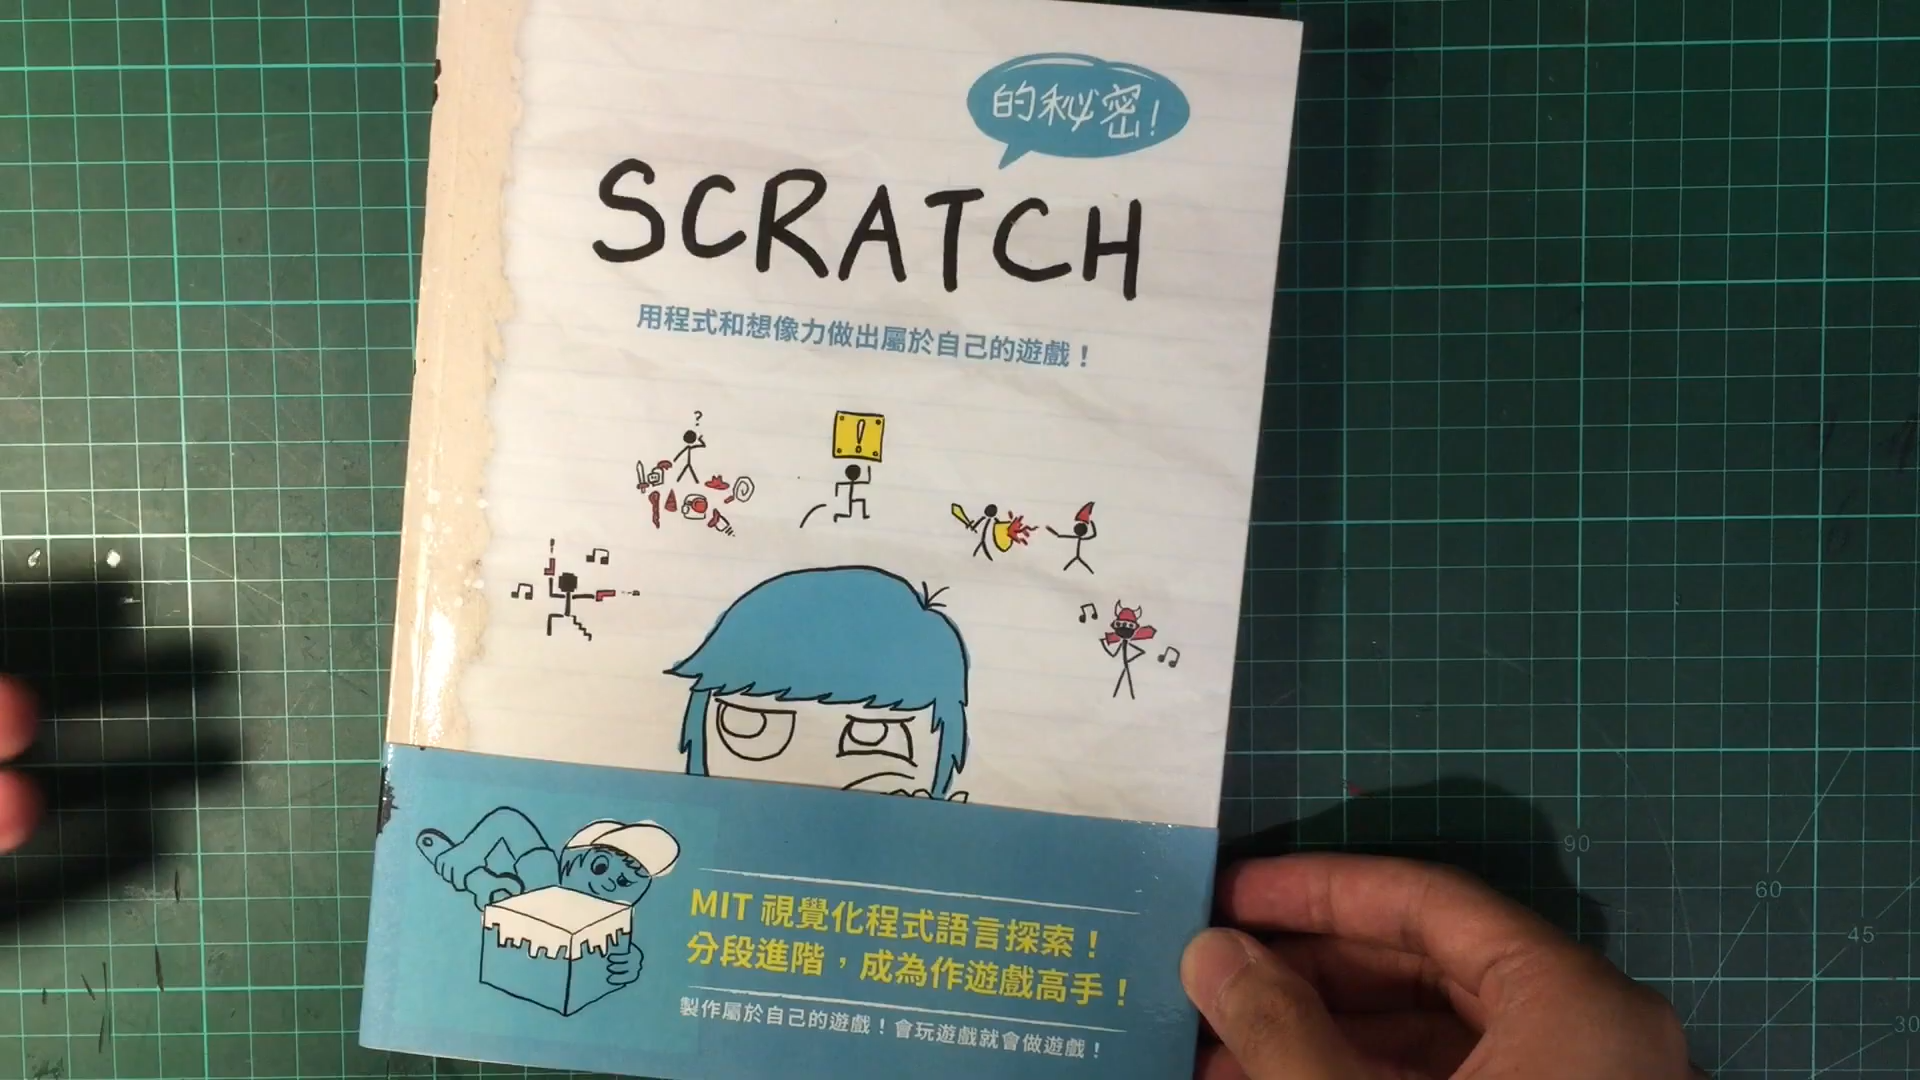 的秘密!
SCRATCH
用程式和想像力做出屬於自己的遊戲!
?
!
MIT 視覺化程式語言探索!
分段進階,成為作遊戲高手!
製作屬於自己的遊戲!會玩遊戲就會做遊戲!
90
60
45
30